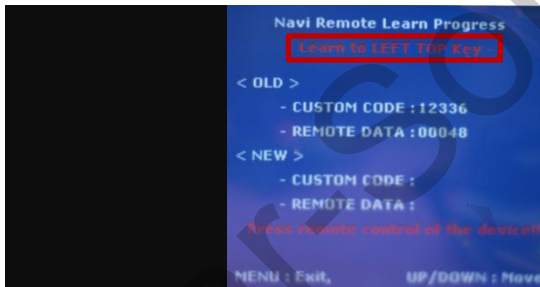 Navi Remote Learn Progress
Learn to LEFT TOP Key -
< OLD >
- CUSTOM CODE : 12336
- REMOTE DATA : 00048
< NEW >
- CUSTOM CODE :
- REMOTE DATA :
Press remote control of the device!!
MENU : Exit, UP/DOWN : Move